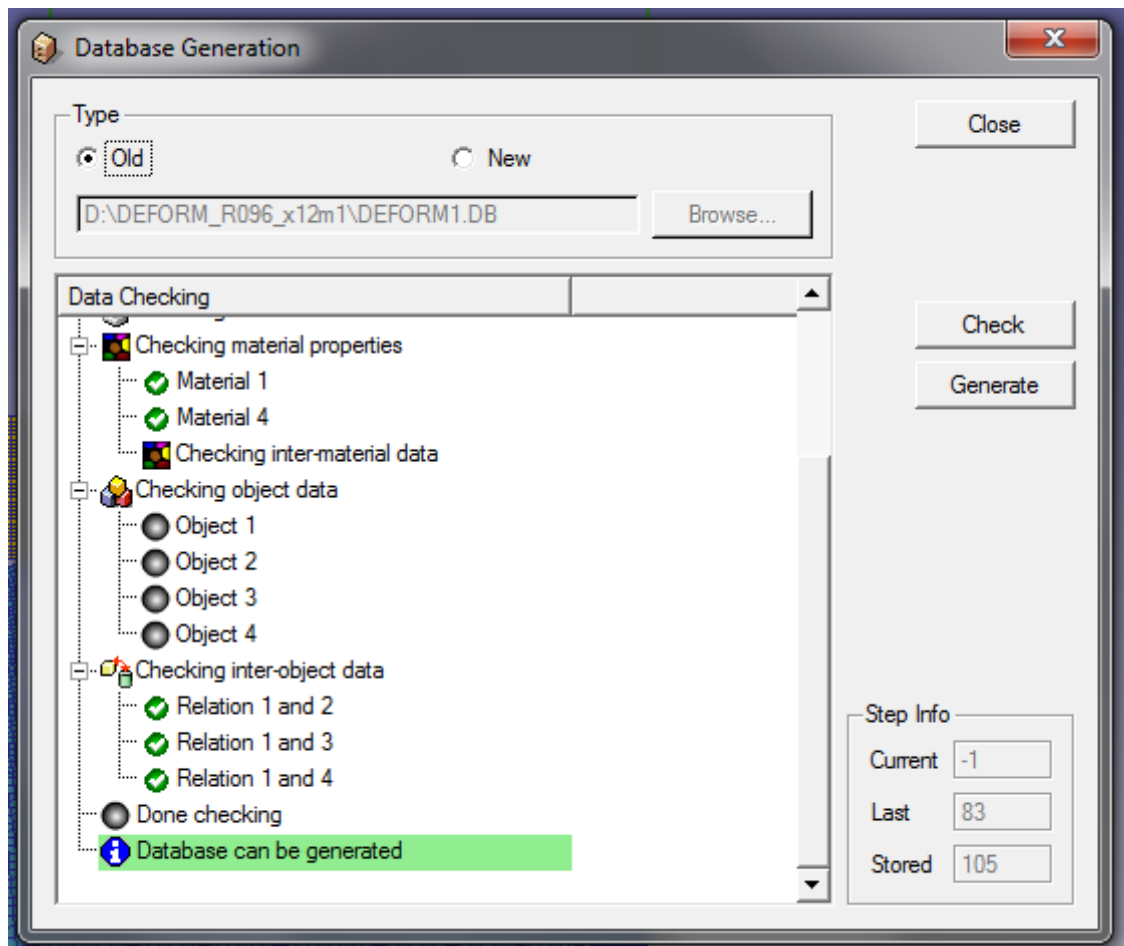 Database Generation
Type
Close
Old
New
D:\DEFORM_R096_x12m1\DEFORM1.DB
Browse...
Data Checking
Check
Generate
Checking material properties
Material 1
Material 4
Checking inter-material data
Checking object data
Object 1
Object 2
Object 3
Object 4
Checking inter-object data
Relation 1 and 2
Relation 1 and 3
Relation 1 and 4
Done checking
Database can be generated
Step Info
Current -1
Last 83
Stored 105